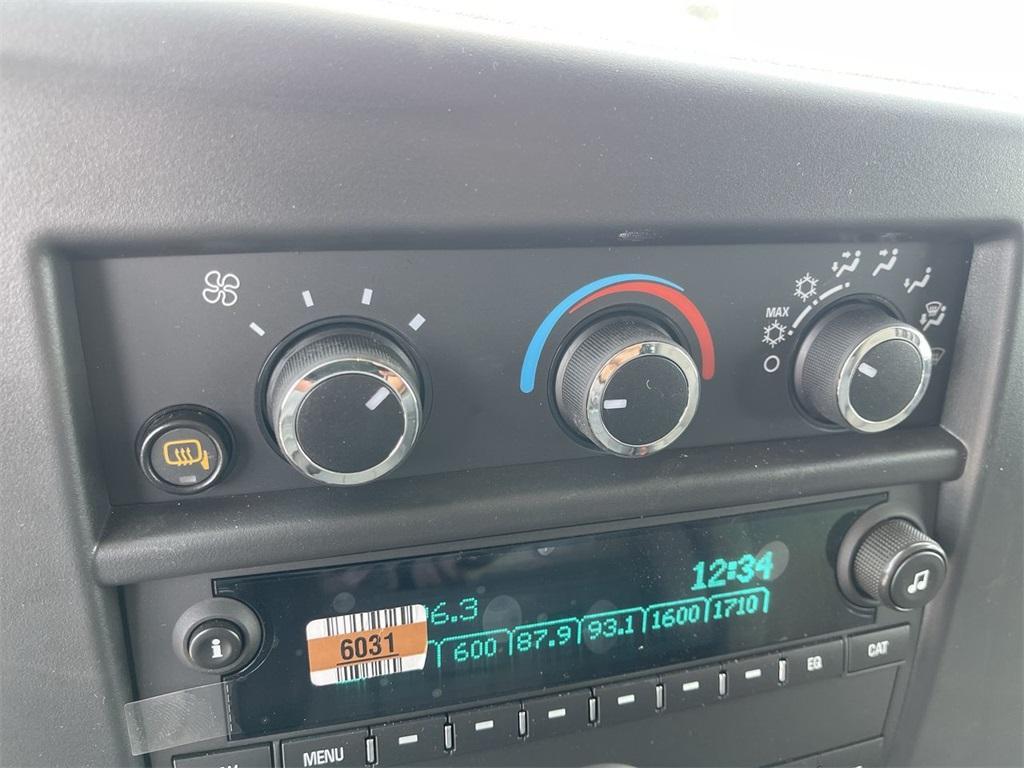 MAX
12:34
6.3
6031
600 87.9 93.1 1600 1710
i
EQ
CAT
MENU